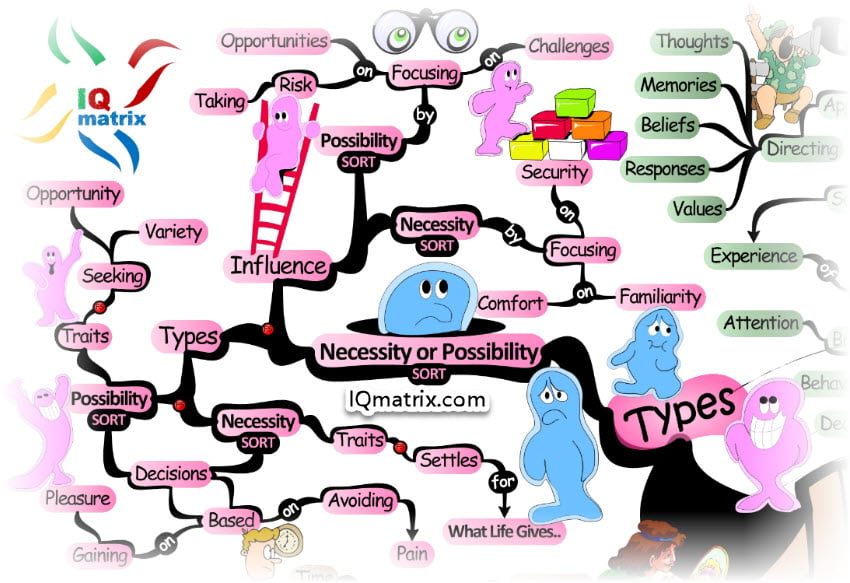 Opportunities
on
Focusing
on
Challenges
Thoughts
IQ
matrix
Taking
Risk
by
Memories
Possibility
SORT
Beliefs
Directing
Security
Responses
Opportunity
Values
Variety
Necessity
SORT
by
on
Focusing
Seeking
Influence
Experience
of
on
Comfort
Familiarity
Traits
Types
Necessity or Possibility
SORT
Attention
IQmatrix.com
Possibility
SORT
Necessity
SORT
Types
Traits
Settles
for
Decisions
Pleasure
Based
on
Avoiding
What Life Gives..
Gaining
on
Pain
Time